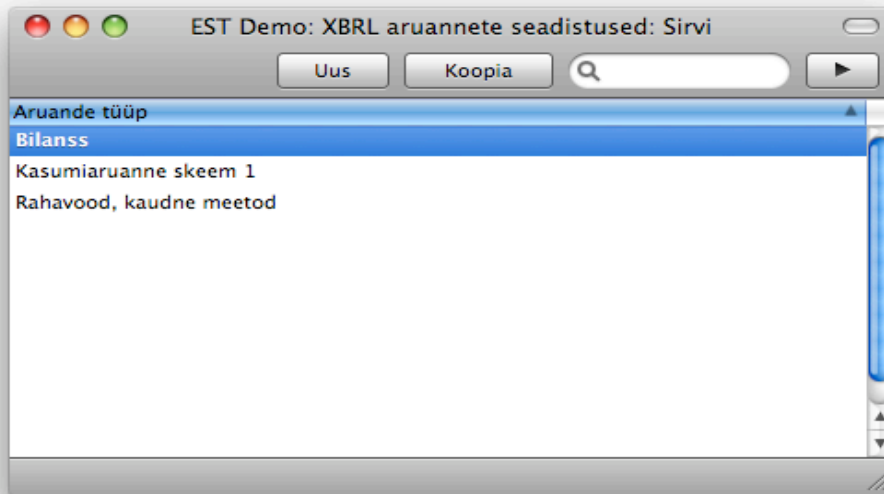 EST Demo: XBRL aruannete seadistused: Sirvi
Uus Koopia
Aruande tüüp
Bilanss
Kasumiaruanne skeem 1
Rahavood, kaudne meetod